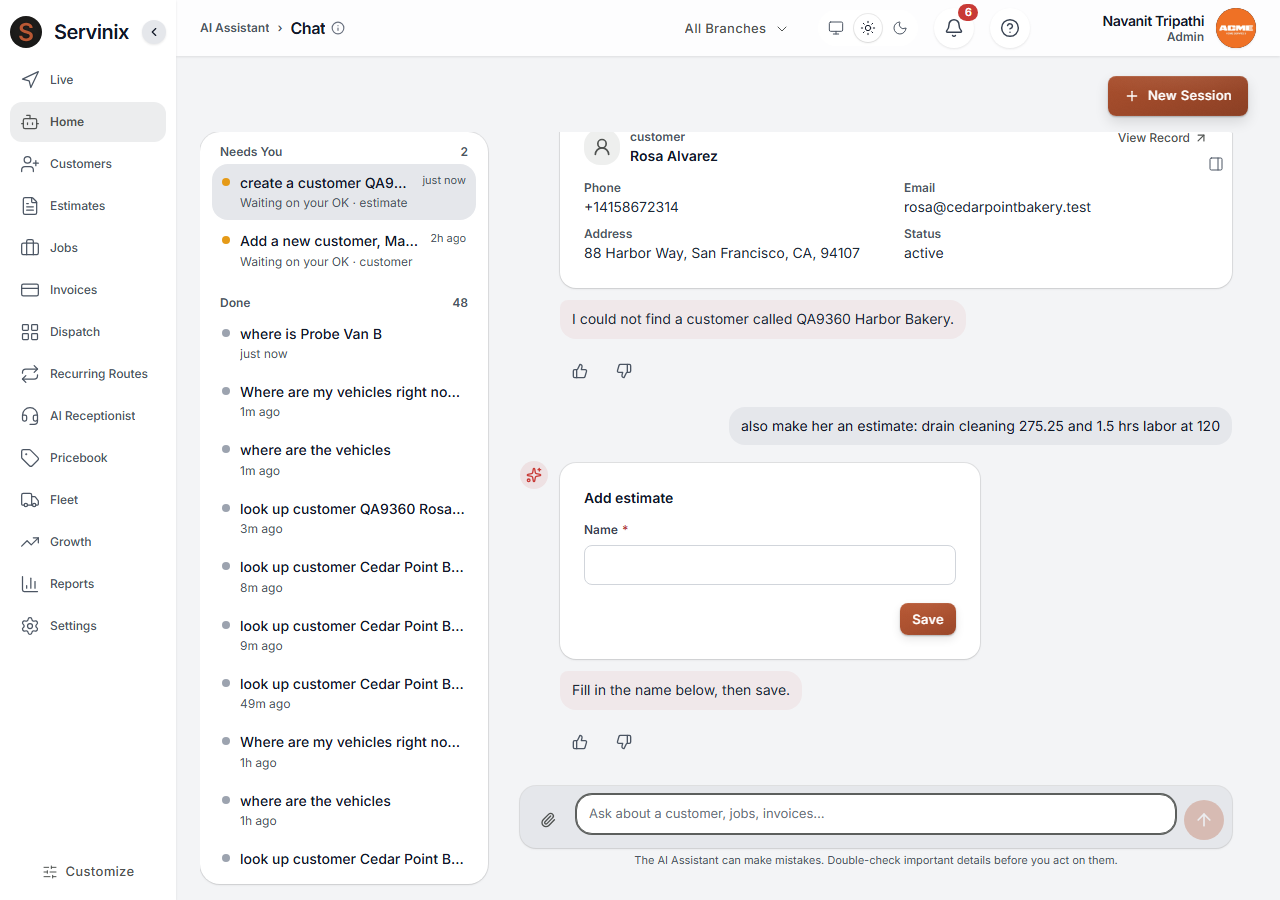 Servinix
AI Assistant › Chat
All Branches
6
Navanit Tripathi
Admin
ACME
Live
Home
Customers
Estimates
Jobs
Invoices
Dispatch
Recurring Routes
AI Receptionist
Pricebook
Fleet
Growth
Reports
Settings
Customize
+ New Session
Needs You 2
create a customer QA9... just now
Waiting on your OK · estimate
Add a new customer, Ma... 2h ago
Waiting on your OK · customer
Done 48
where is Probe Van B
just now
Where are my vehicles right no...
1m ago
where are the vehicles
1m ago
look up customer QA9360 Rosa...
3m ago
look up customer Cedar Point B...
8m ago
look up customer Cedar Point B...
9m ago
look up customer Cedar Point B...
49m ago
Where are my vehicles right no...
1h ago
where are the vehicles
1h ago
look up customer Cedar Point B...
customer
Rosa Alvarez
View Record
Phone
+14158672314
Email
rosa@cedarpointbakery.test
Address
88 Harbor Way, San Francisco, CA, 94107
Status
active
I could not find a customer called QA9360 Harbor Bakery.
also make her an estimate: drain cleaning 275.25 and 1.5 hrs labor at 120
Add estimate
Name *
Save
Fill in the name below, then save.
Ask about a customer, jobs, invoices...
The AI Assistant can make mistakes. Double-check important details before you act on them.